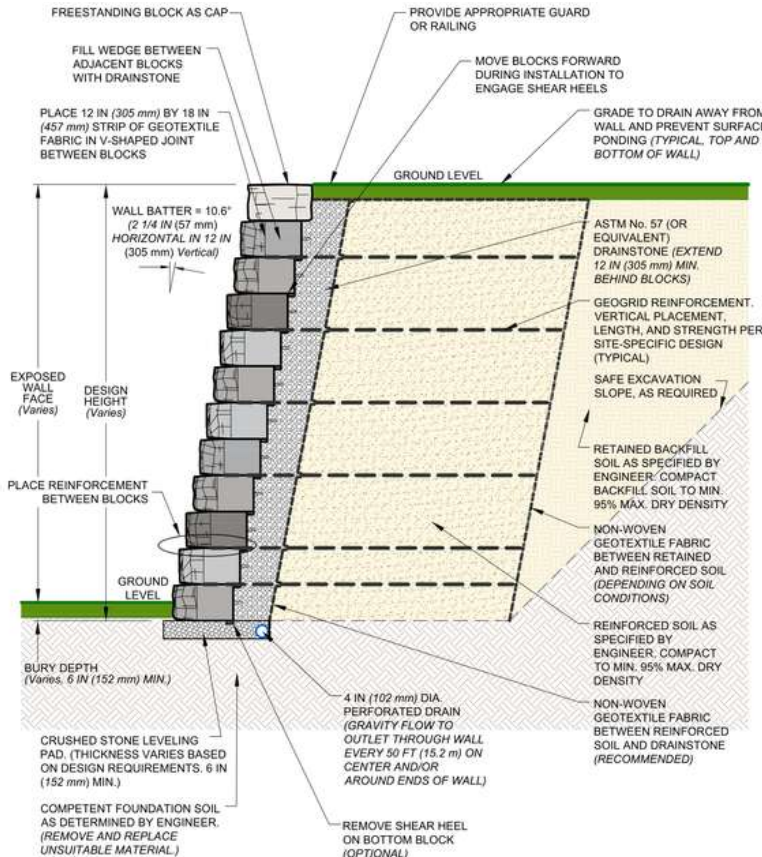 FREESTANDING BLOCK AS CAP
PROVIDE APPROPRIATE GUARD
OR RAILING
FILL WEDGE BETWEEN
ADJACENT BLOCKS
WITH DRAINSTONE
MOVE BLOCKS FORWARD
DURING INSTALLATION TO
ENGAGE SHEAR HEELS
PLACE 12 IN (305 mm) BY 18 IN
(457 mm) STRIP OF GEOTEXTILE
FABRIC IN V-SHAPED JOINT
BETWEEN BLOCKS
GRADE TO DRAIN AWAY FROM
WALL AND PREVENT SURFACE
PONDING (TYPICAL, TOP AND
BOTTOM OF WALL)
GROUND LEVEL
WALL BATTER = 10.6°
(2 1/4 IN (57 mm)
HORIZONTAL IN 12 IN
(305 mm) Vertical)
ASTM No. 57 (OR
EQUIVALENT)
DRAINSTONE (EXTEND
12 IN (305 mm) MIN.
BEHIND BLOCKS)
GEOGRID REINFORCEMENT.
VERTICAL PLACEMENT,
LENGTH, AND STRENGTH PER
SITE-SPECIFIC DESIGN
(TYPICAL)
EXPOSED
WALL
FACE
(Varies)
DESIGN
HEIGHT
(Varies)
SAFE EXCAVATION
SLOPE, AS REQUIRED
RETAINED BACKFILL
SOIL AS SPECIFIED BY
ENGINEER. COMPACT
BACKFILL SOIL TO MIN.
95% MAX. DRY DENSITY
PLACE REINFORCEMENT
BETWEEN BLOCKS
NON-WOVEN
GEOTEXTILE FABRIC
BETWEEN RETAINED
AND REINFORCED SOIL
(DEPENDING ON SOIL
CONDITIONS)
GROUND
LEVEL
REINFORCED SOIL AS
SPECIFIED BY
ENGINEER. COMPACT
TO MIN. 95% MAX. DRY
DENSITY
BURY DEPTH
(Varies, 6 IN (152 mm) MIN.)
4 IN (102 mm) DIA.
PERFORATED DRAIN
(GRAVITY FLOW TO
OUTLET THROUGH WALL
EVERY 50 FT (15.2 m) ON
CENTER AND/OR
AROUND ENDS OF WALL)
NON-WOVEN
GEOTEXTILE FABRIC
BETWEEN REINFORCED
SOIL AND DRAINSTONE
(RECOMMENDED)
CRUSHED STONE LEVELING
PAD. (THICKNESS VARIES BASED
ON DESIGN REQUIREMENTS. 6 IN
(152 mm) MIN.)
COMPETENT FOUNDATION SOIL
AS DETERMINED BY ENGINEER.
(REMOVE AND REPLACE
UNSUITABLE MATERIAL.)
REMOVE SHEAR HEEL
ON BOTTOM BLOCK
(OPTIONAL)